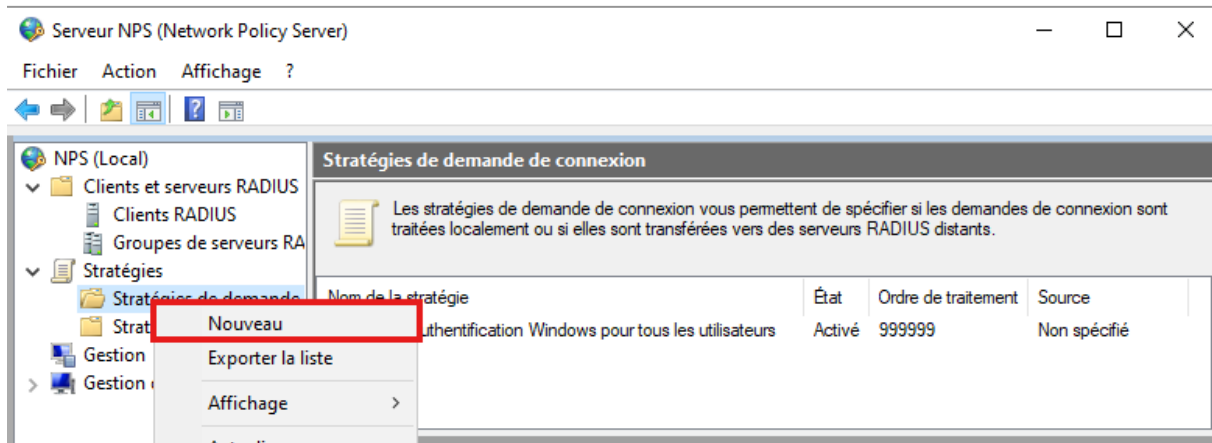 Serveur NPS (Network Policy Server)
Fichier Action Affichage ?
NPS (Local)
Clients et serveurs RADIUS
Clients RADIUS
Groupes de serveurs RA
Stratégies
Stratégies de demande
Strat
Gestion
Gestion
Nouveau
Exporter la liste
Affichage
Stratégies de demande de connexion
Les stratégies de demande de connexion vous permettent de spécifier si les demandes de connexion sont
traitées localement ou si elles sont transférées vers des serveurs RADIUS distants.
Nom de la stratégie État Ordre de traitement Source
uthentification Windows pour tous les utilisateurs Activé 999999 Non spécifié